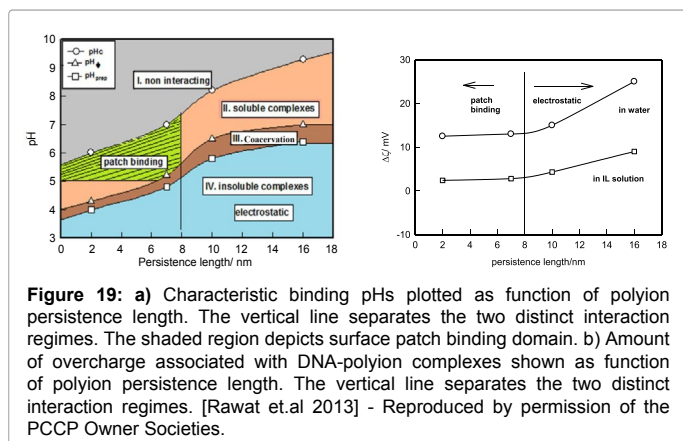 10
9
8
7
6
5
4
3
pH
pHc
pHɸ
pHprep
I. non interacting
II. soluble complexes
III. Coacervation
patch binding
IV. insoluble complexes
electrostatic
0 2 4 6 8 10 12 14 16 18
Persistence length/ nm
30
20
10
0
-10
Δζ/ mV
patch
binding
electrostatic
in water
in IL solution
0 2 4 6 8 10 12 14 16 18
persistence length/nm
Figure 19: a) Characteristic binding pHs plotted as function of polyion
persistence length. The vertical line separates the two distinct interaction
regimes. The shaded region depicts surface patch binding domain. b) Amount
of overcharge associated with DNA-polyion complexes shown as function
of polyion persistence length. The vertical line separates the two distinct
interaction regimes. [Rawat et.al 2013] - Reproduced by permission of the
PCCP Owner Societies.